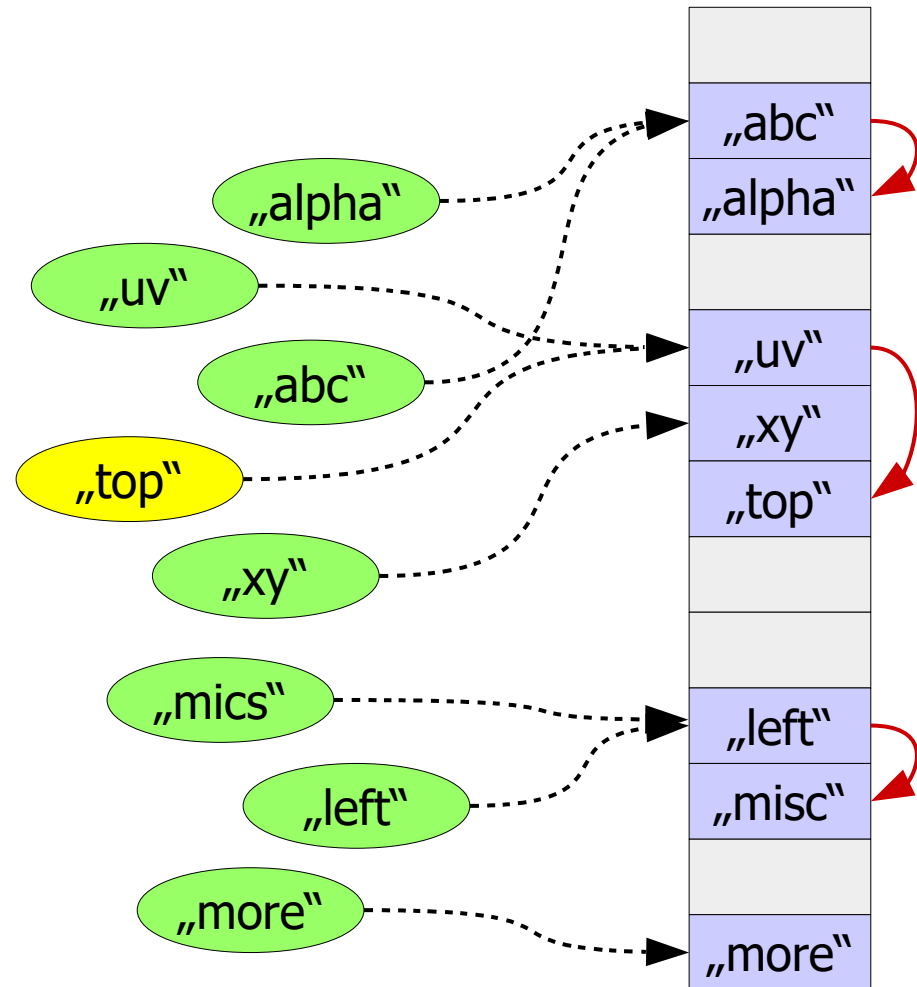 „alpha“
„uv“
„abc“
„top“
„xy“
„mics“
„left“
„more“
„abc“
„alpha“
„uv“
„xy“
„top“
„left“
„misc“
„more“